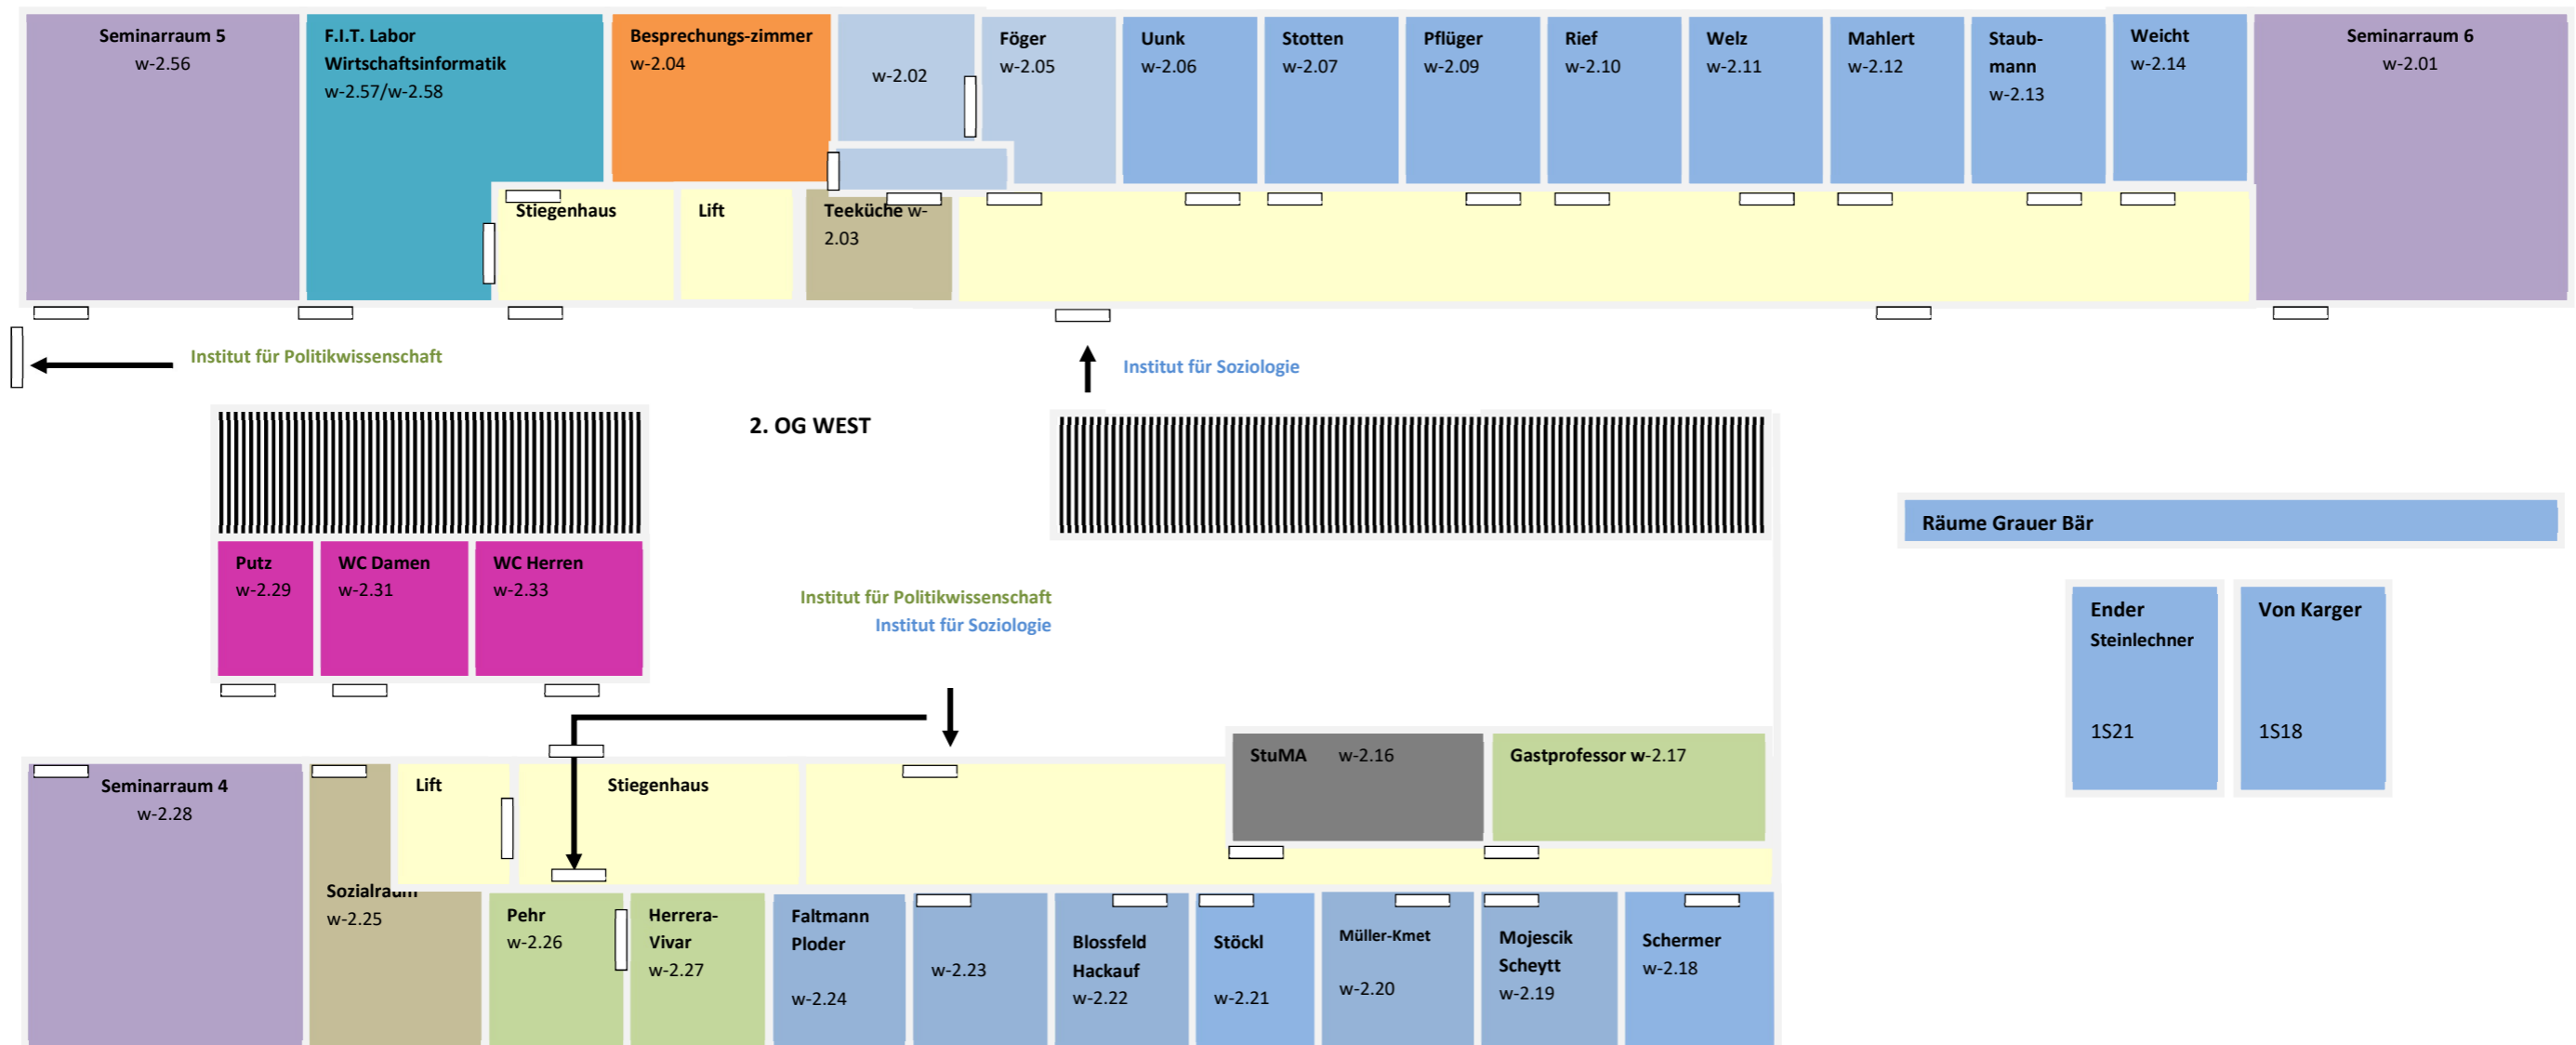 Seminarraum 5
w-2.56
F.I.T. Labor
Wirtschaftsinformatik
w-2.57/w-2.58
Besprechungs-zimmer
w-2.04
w-2.02
Föger
w-2.05
Uunk
w-2.06
Stotten
w-2.07
Pflüger
w-2.09
Rief
w-2.10
Welz
w-2.11
Mahlert
w-2.12
Staub-
mann
w-2.13
Weicht
w-2.14
Seminarraum 6
w-2.01
Stiegenhaus
Lift
Teeküche w-
2.03
Institut für Politikwissenschaft
Institut für Soziologie
2. OG WEST
Räume Grauer Bär
Putz
w-2.29
WC Damen
w-2.31
WC Herren
w-2.33
Institut für Politikwissenschaft
Institut für Soziologie
Ender
Steinlechner
1S21
Von Karger
1S18
Seminarraum 4
w-2.28
Sozialraum
w-2.25
Lift
Stiegenhaus
StuMA w-2.16
Gastprofessor w-2.17
Pehr
w-2.26
Herrera-
Vivar
w-2.27
Faltmann
Ploder
w-2.24
w-2.23
Blossfeld
Hackauf
w-2.22
Stöckl
w-2.21
Müller-Kmet
w-2.20
Mojescik
Scheytt
w-2.19
Schermer
w-2.18